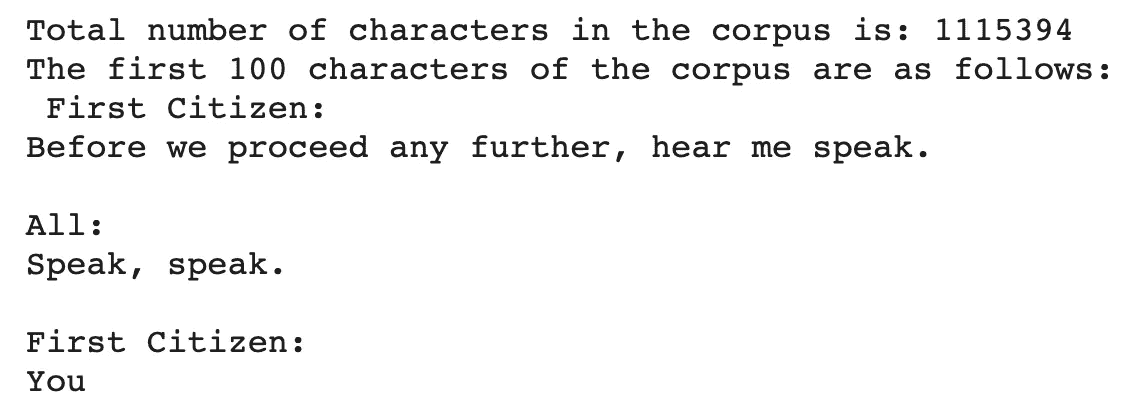 Total number of characters in the corpus is: 1115394
The first 100 characters of the corpus are as follows:
 First Citizen:
Before we proceed any further, hear me speak.

All:
Speak, speak.

First Citizen:
You